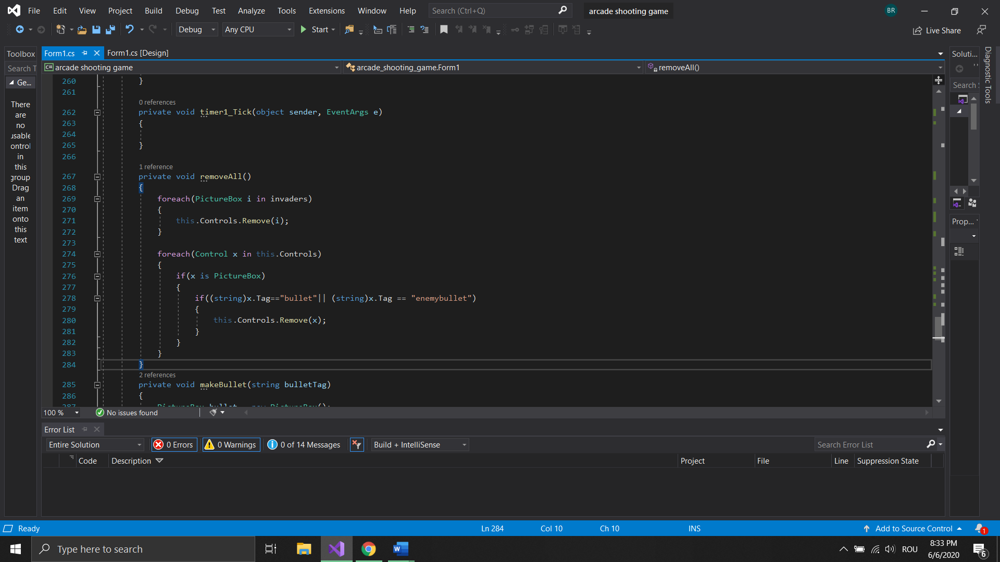 File Edit View Project Build Debug Test Analyze Tools Extensions Window Help Search (Ctrl+Q) arcade shooting game BR
Debug Any CPU Start Live Share
Toolbox Form1.cs Form1.cs [Design] Soluti...
Search T arcade shooting game arcade_shooting_game.Form1 removeAll()
Ge... Search S
Diagnostic Tools
There
are
no
usable
ontrol
in
this
group.
Drag
an
item
onto
this
text
260 }
261
0 references
262 private void timer1_Tick(object sender, EventArgs e)
263 {
264
265 }
266
1 reference
267 private void removeAll()
268 {
269 foreach(PictureBox i in invaders)
270 {
271 this.Controls.Remove(i);
272 }
273
274 foreach(Control x in this.Controls)
275 {
276 if(x is PictureBox)
277 {
278 if((string)x.Tag=="bullet"|| (string)x.Tag == "enemybullet")
279 {
280 this.Controls.Remove(x);
281 }
282 }
283 }
284 }
2 references
285 private void makeBullet(string bulletTag)
286 {
287 PictureBox bullet = new PictureBox();
Prop...
100 % No issues found
Error List
Entire Solution 0 Errors 0 Warnings 0 of 14 Messages Build + IntelliSense Search Error List
Code Description Project File Line Suppression State
Ready Ln 284 Col 10 Ch 10 INS Add to Source Control 1
Type here to search W ROU 8:33 PM
6/6/2020 6